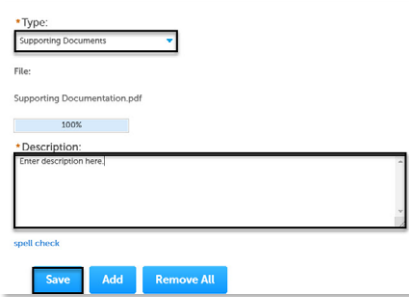 *Type:
Supporting Documents
File:
Supporting Documentation.pdf
100%
*Description:
Enter description here.
spell check
Save Add Remove All